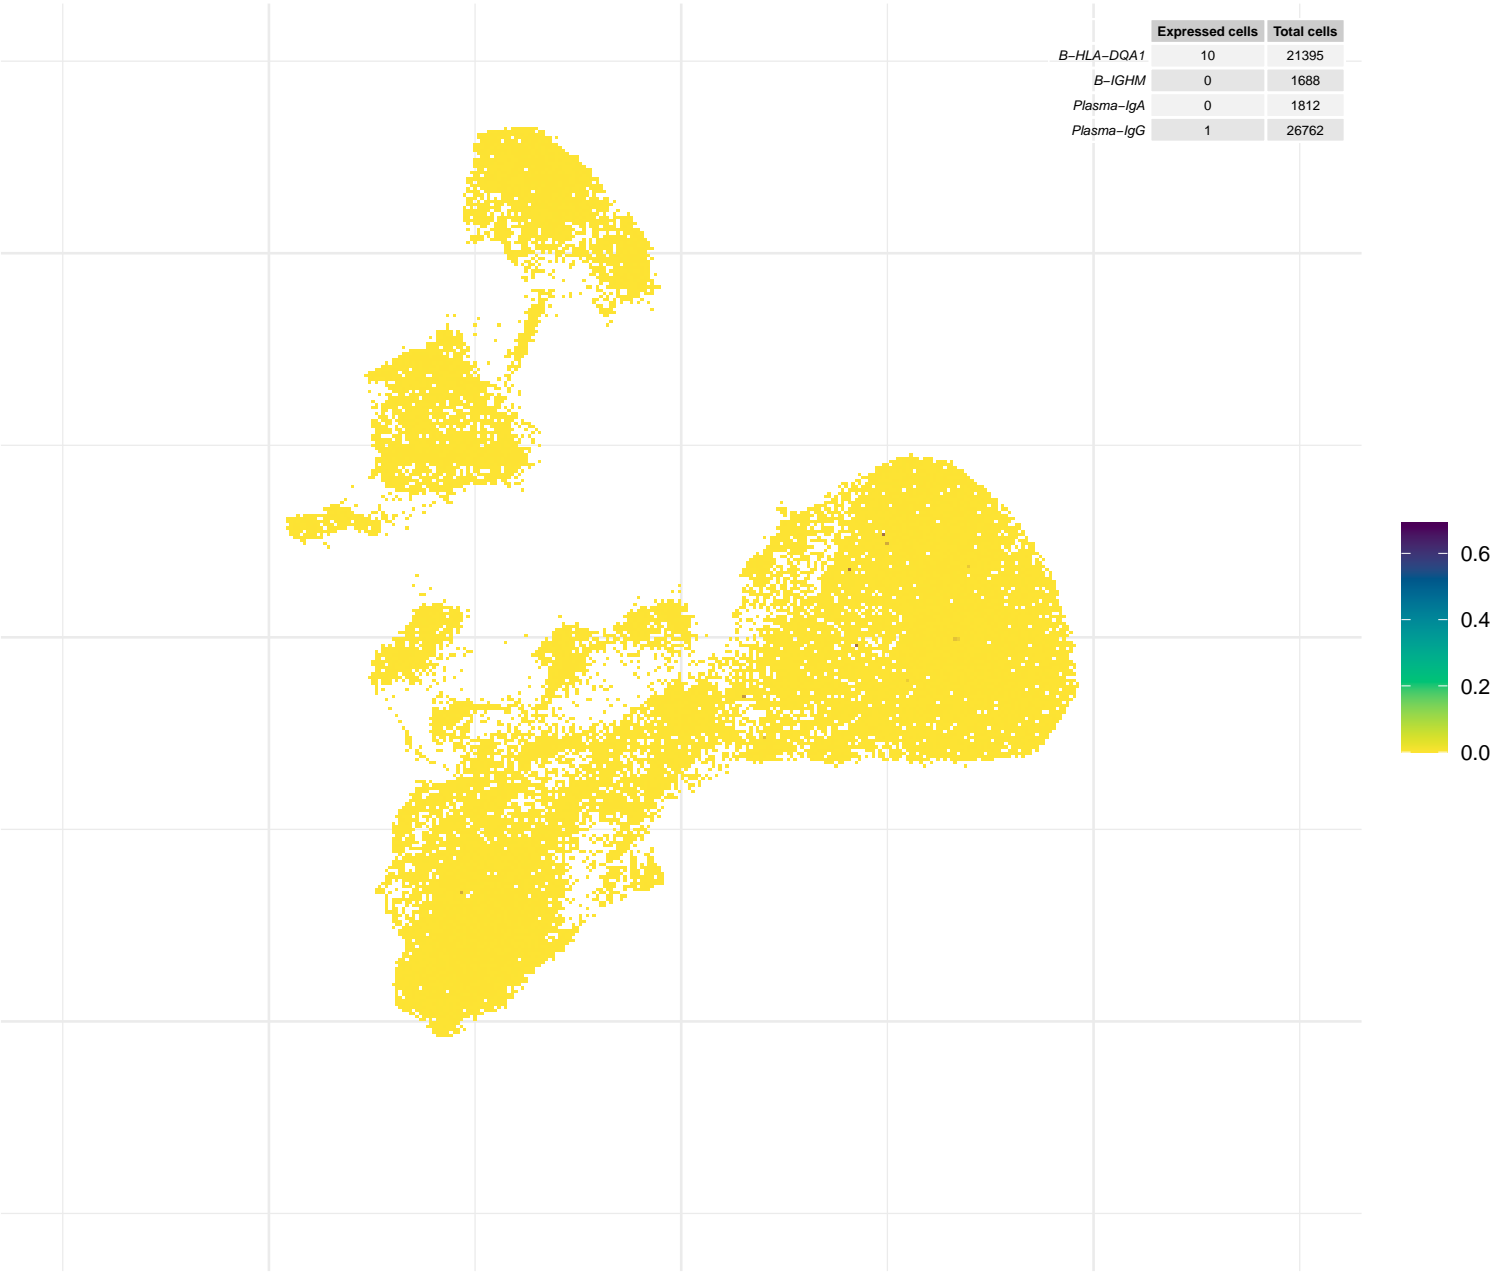 Expressed cells Total cells
B−HLA−DQA1 10 21395
B−IGHM 0 1688
Plasma−IgA 0 1812
Plasma−IgG 1 26762
0.6
0.4
0.2
0.0